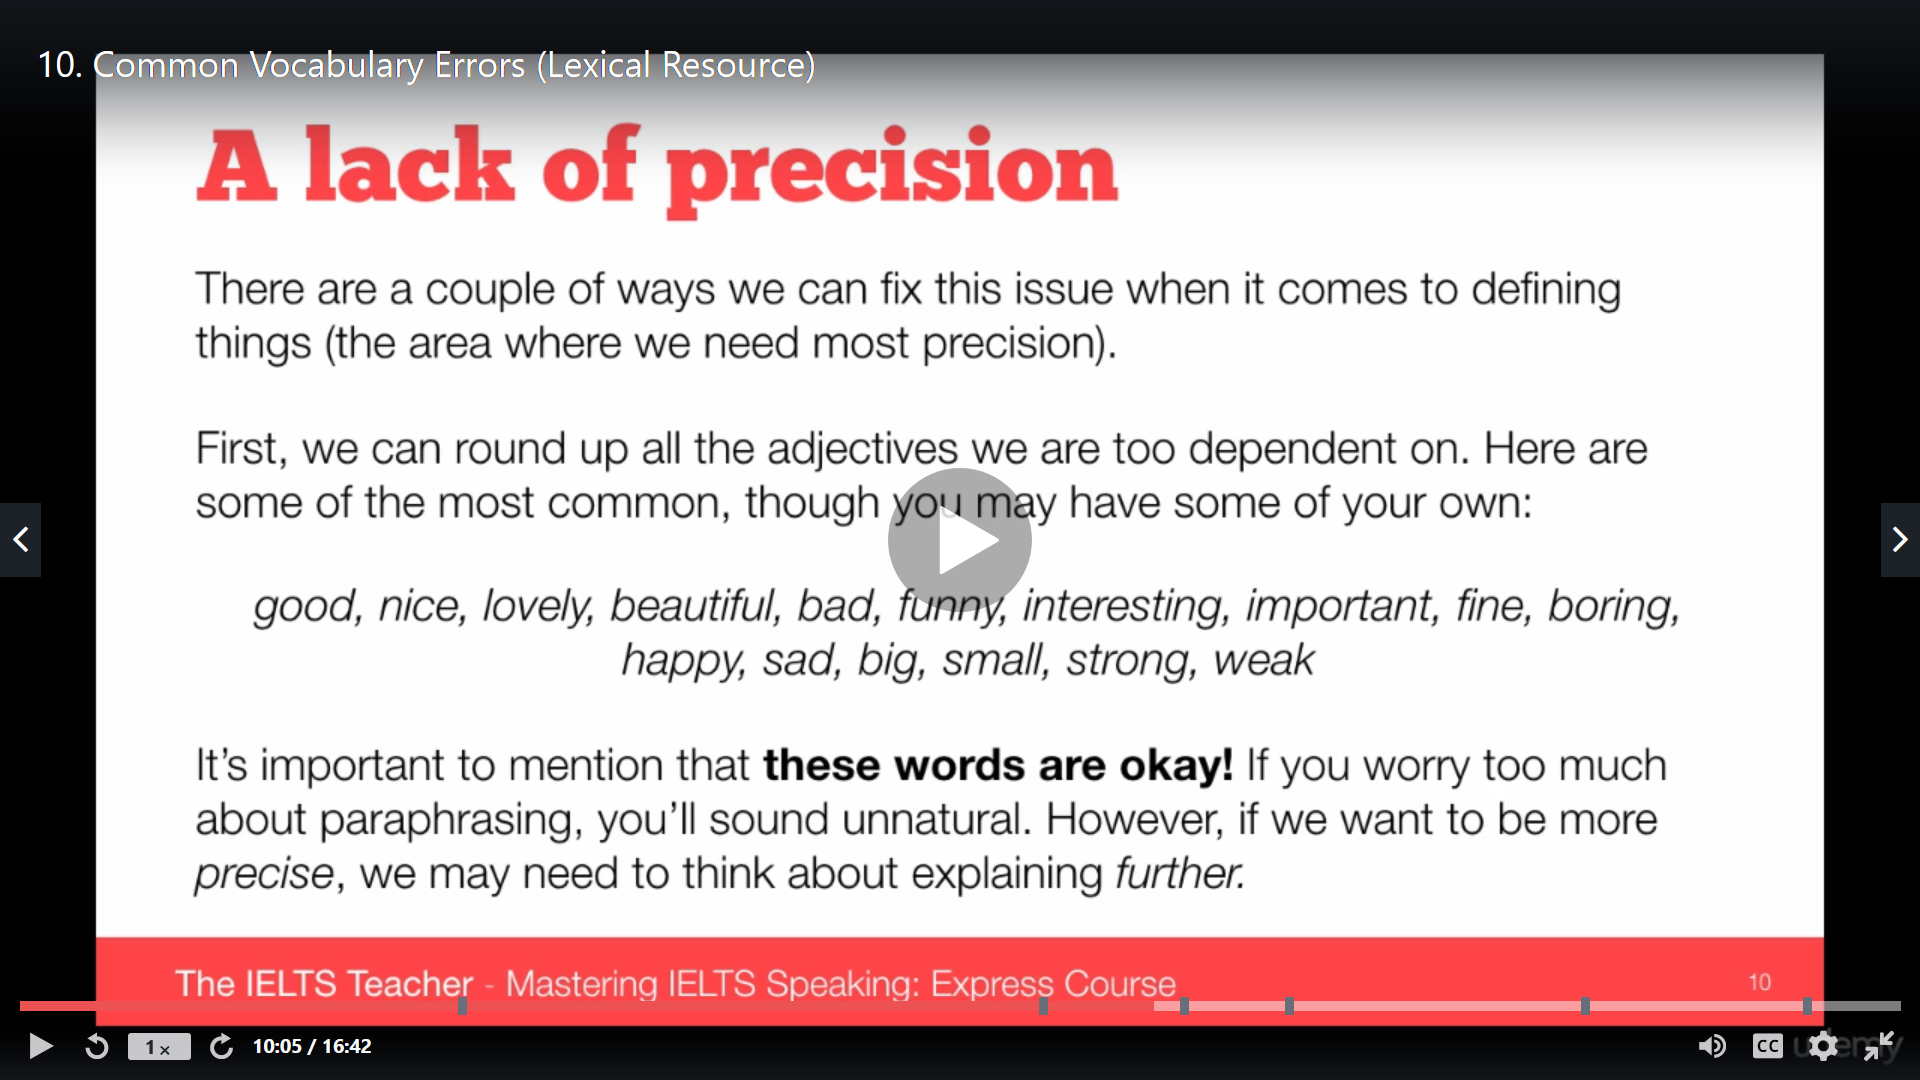 10. Common Vocabulary Errors (Lexical Resource)
A lack of precision
There are a couple of ways we can fix this issue when it comes to defining
things (the area where we need most precision).
First, we can round up all the adjectives we are too dependent on. Here are
some of the most common, though you may have some of your own:
good, nice, lovely, beautiful, bad, funny, interesting, important, fine, boring,
happy, sad, big, small, strong, weak
It's important to mention that these words are okay! If you worry too much
about paraphrasing, you'll sound unnatural. However, if we want to be more
precise, we may need to think about explaining further.
The IELTS Teacher - Mastering IELTS Speaking: Express Course
10
1x
10:05 / 16:42
CC
udemy